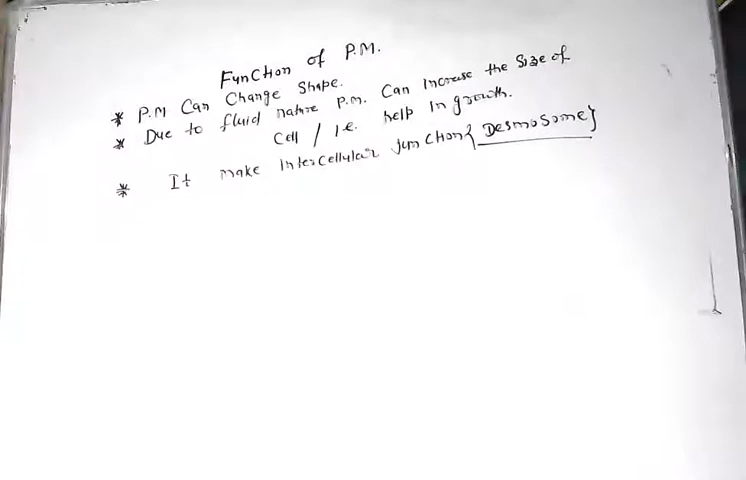 Function of P.M.
* P.M Can Change Shape.
* Due to fluid nature P.M. Can Increase the Size of
Cell / i.e. help In growth.
* It make Intercellular junction { Desmosome }